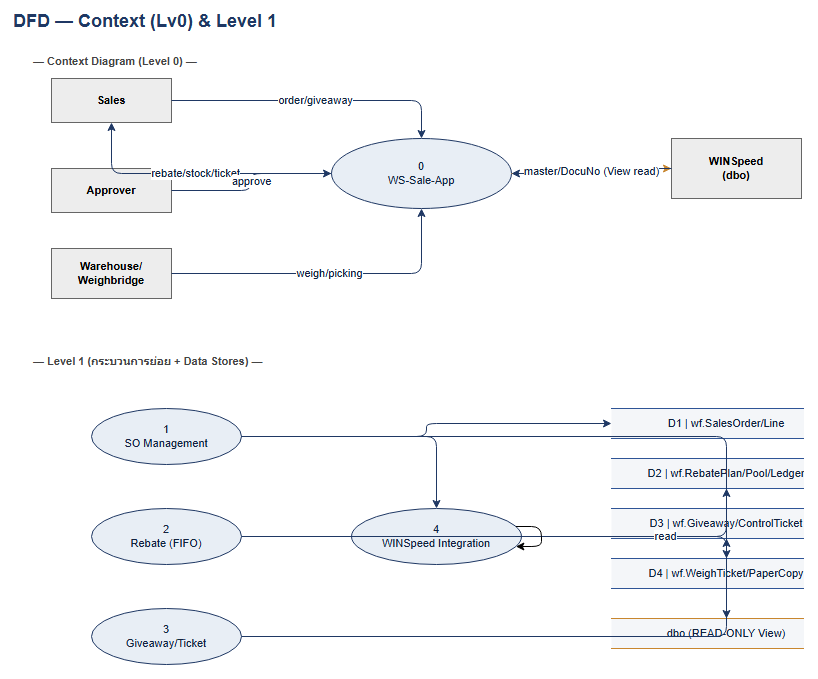 DFD — Context (Lv0) & Level 1
— Context Diagram (Level 0) —
Sales
order/giveaway
0
WS-Sale-App
WINSpeed
(dbo)
master/DocuNo (View read)
rebate/stock/ticket
approve
Approver
Warehouse/
Weighbridge
weigh/picking
— Level 1 (กระบวนการย่อย + Data Stores) —
1
SO Management
D1 | wf.SalesOrder/Line
D2 | wf.RebatePlan/Pool/Ledger
2
Rebate (FIFO)
4
WINSpeed Integration
D3 | wf.Giveaway/ControlTicket
read
D4 | wf.WeighTicket/PaperCopy
3
Giveaway/Ticket
dbo (READ-ONLY View)